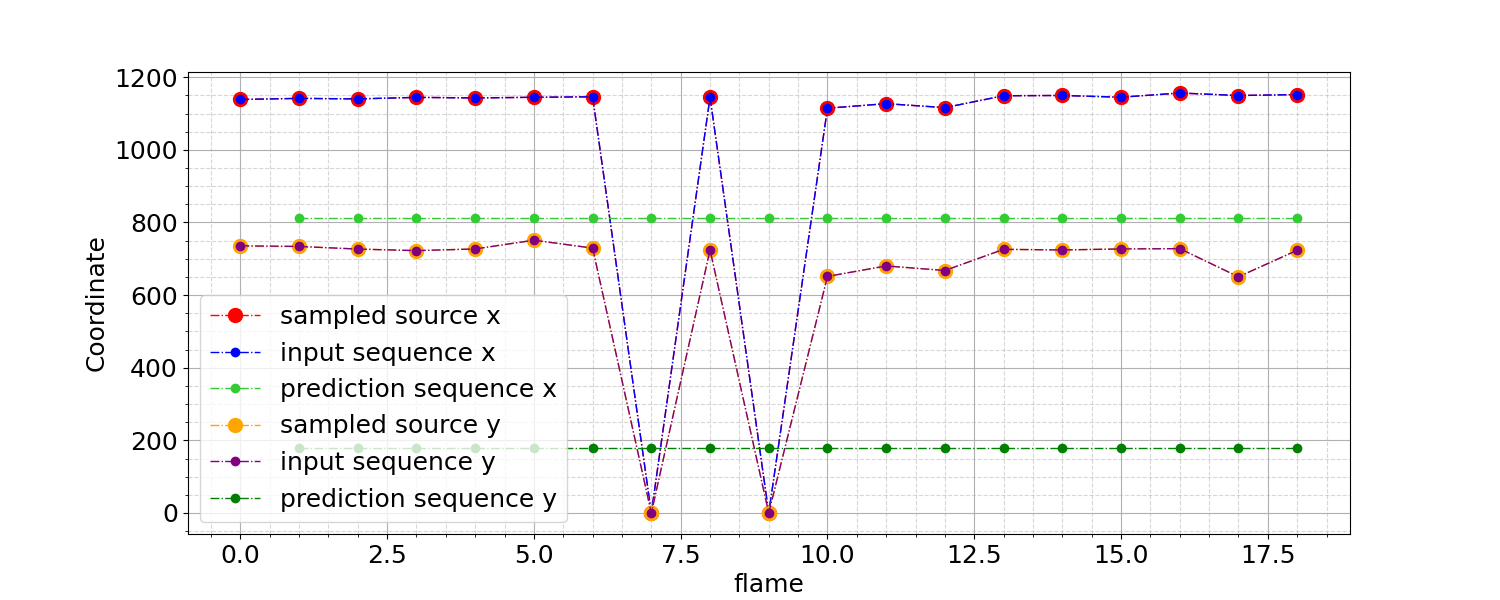 1200
1000
800
600
400
200
0
Coordinate
sampled source x
input sequence x
prediction sequence x
sampled source y
input sequence y
prediction sequence y
0.0 2.5 5.0 7.5 10.0 12.5 15.0 17.5
flame